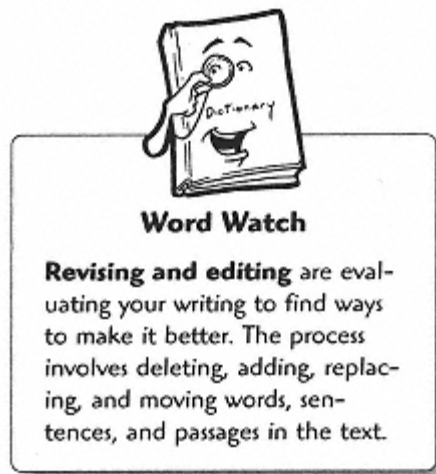 Dictionary
Word Watch
Revising and editing are eval-
uating your writing to find ways
to make it better. The process
involves deleting, adding, replac-
ing, and moving words, sen-
tences, and passages in the text.